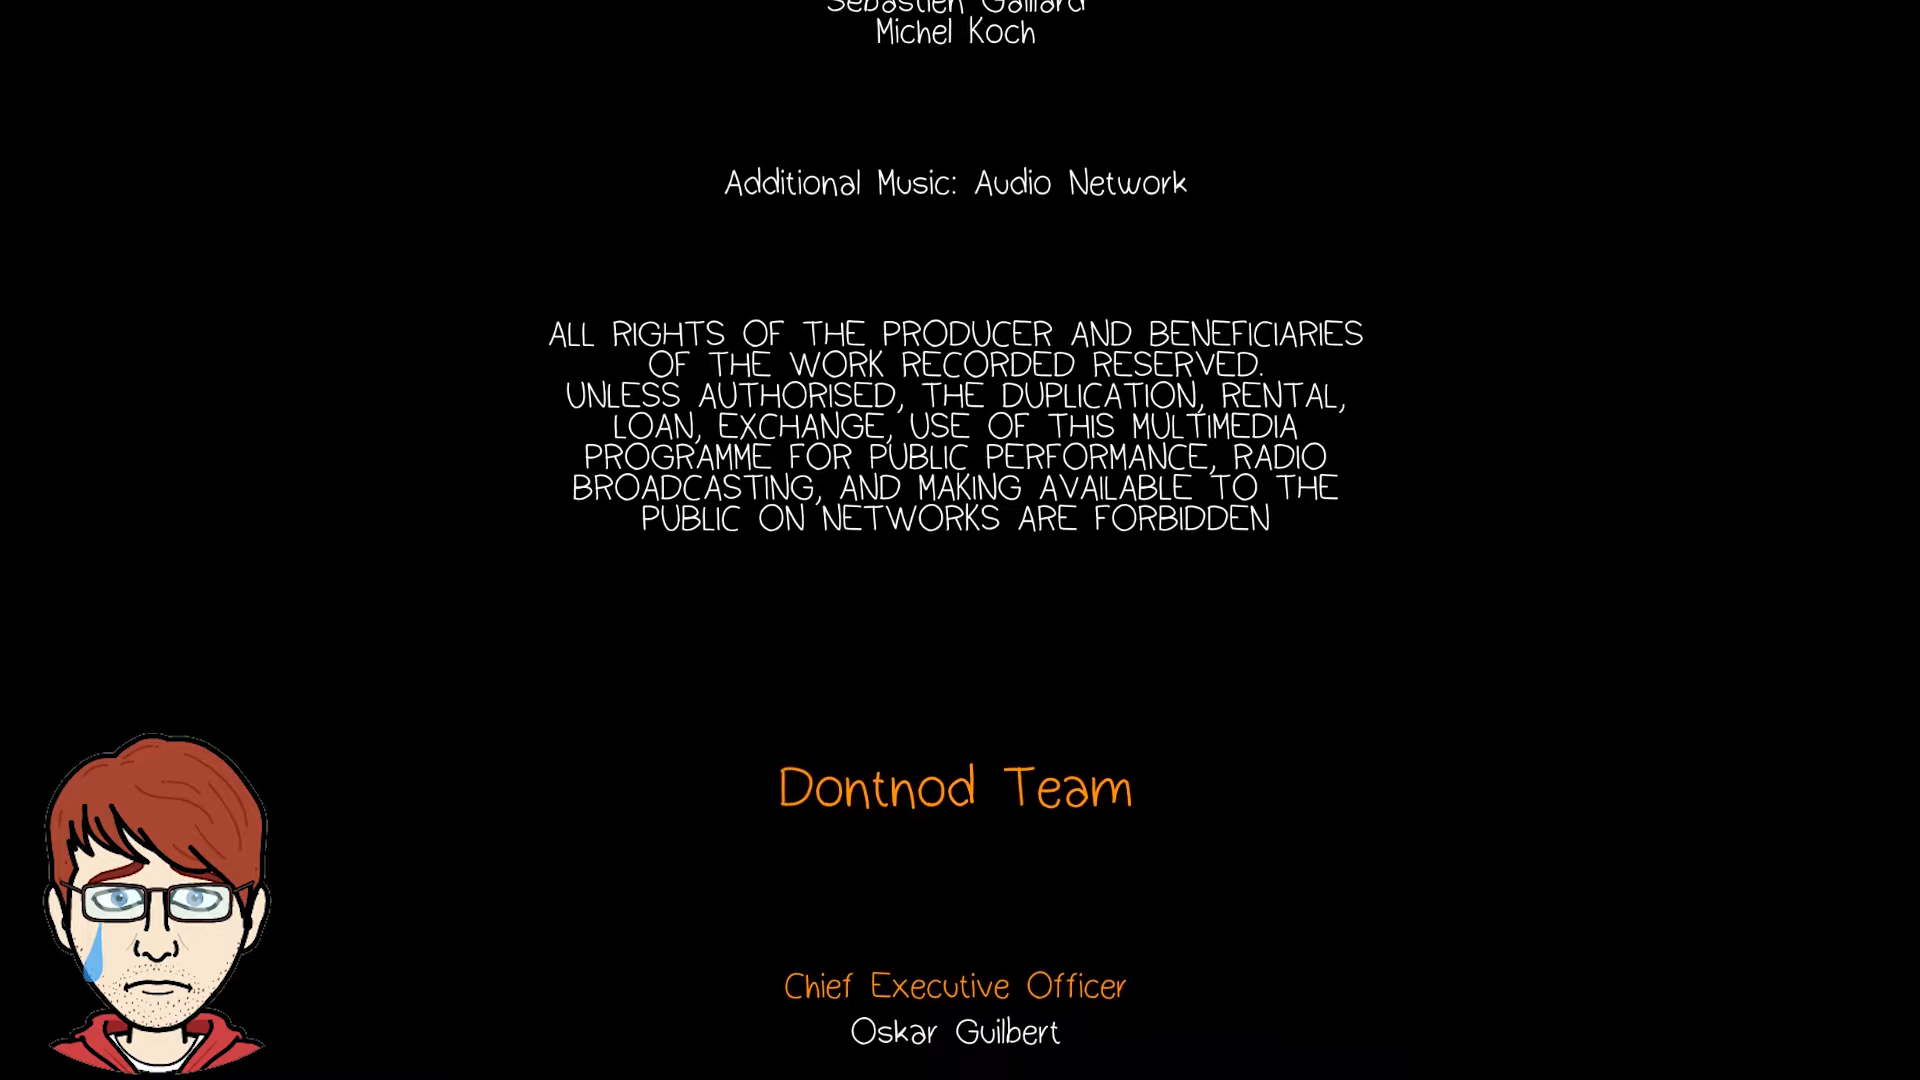 Sebastien Gaillard
Michel Koch
Additional Music: Audio Network
ALL RIGHTS OF THE PRODUCER AND BENEFICIARIES
OF THE WORK RECORDED RESERVED.
UNLESS AUTHORISED, THE DUPLICATION, RENTAL,
LOAN, EXCHANGE, USE OF THIS MULTIMEDIA
PROGRAMME FOR PUBLIC PERFORMANCE, RADIO
BROADCASTING, AND MAKING AVAILABLE TO THE
PUBLIC ON NETWORKS ARE FORBIDDEN
Dontnod Team
Chief Executive Officer
Oskar Guilbert